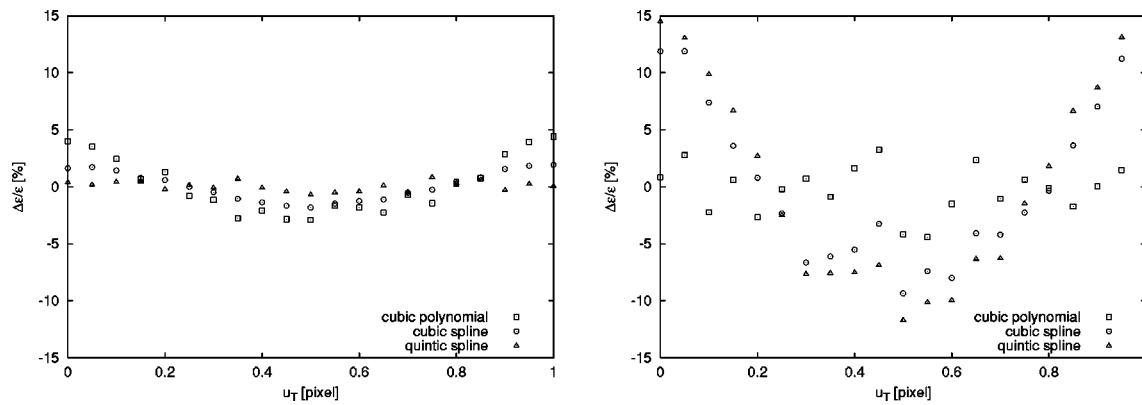 15
10
5
0
-5
-10
-15
Δε/ε [%]
cubic polynomial
cubic spline
quintic spline
0 0.2 0.4 0.6 0.8 1
u_T [pixel]
15
10
5
0
-5
-10
-15
Δε/ε [%]
cubic polynomial
cubic spline
quintic spline
0 0.2 0.4 0.6 0.8
u_T [pixel]